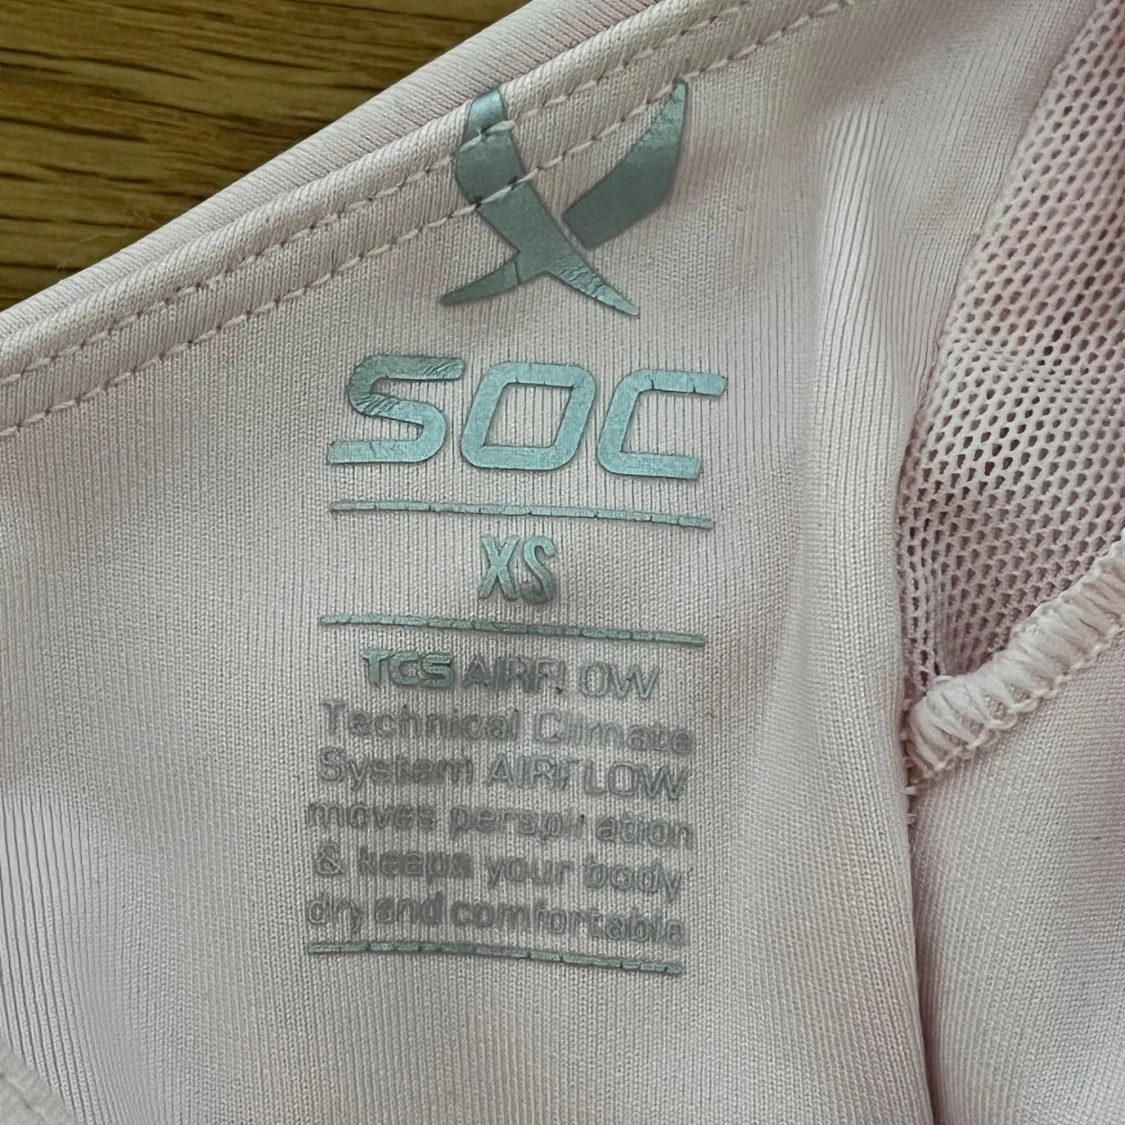 SOC
XS
TCS AIRFLOW
Technical Climate
System AIRFLOW
moves perspiration
& keeps your body
dry and comfortable